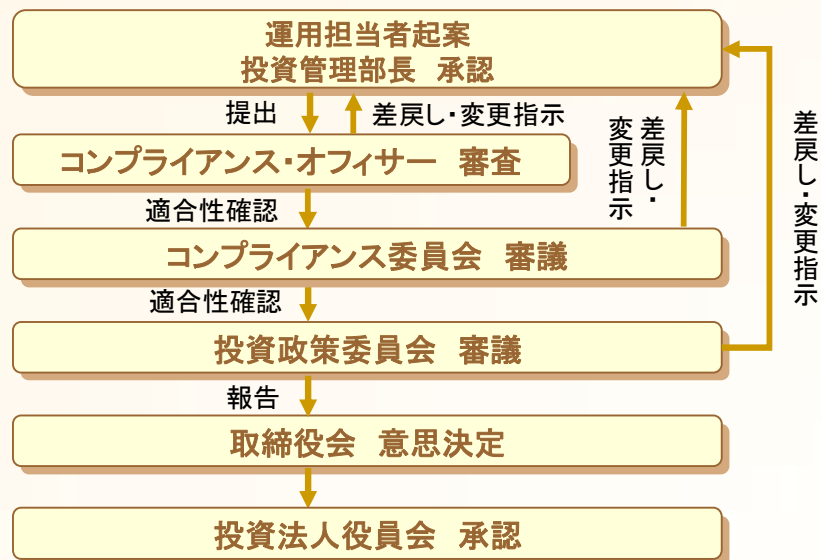 運用担当者起案
投資管理部長　承認
提出
差戻し・変更指示
コンプライアンス・オフィサー　審査
差戻し・
変更指示
差戻し・変更指示
適合性確認
コンプライアンス委員会　審議
適合性確認
投資政策委員会　審議
報告
取締役会　意思決定
投資法人役員会　承認